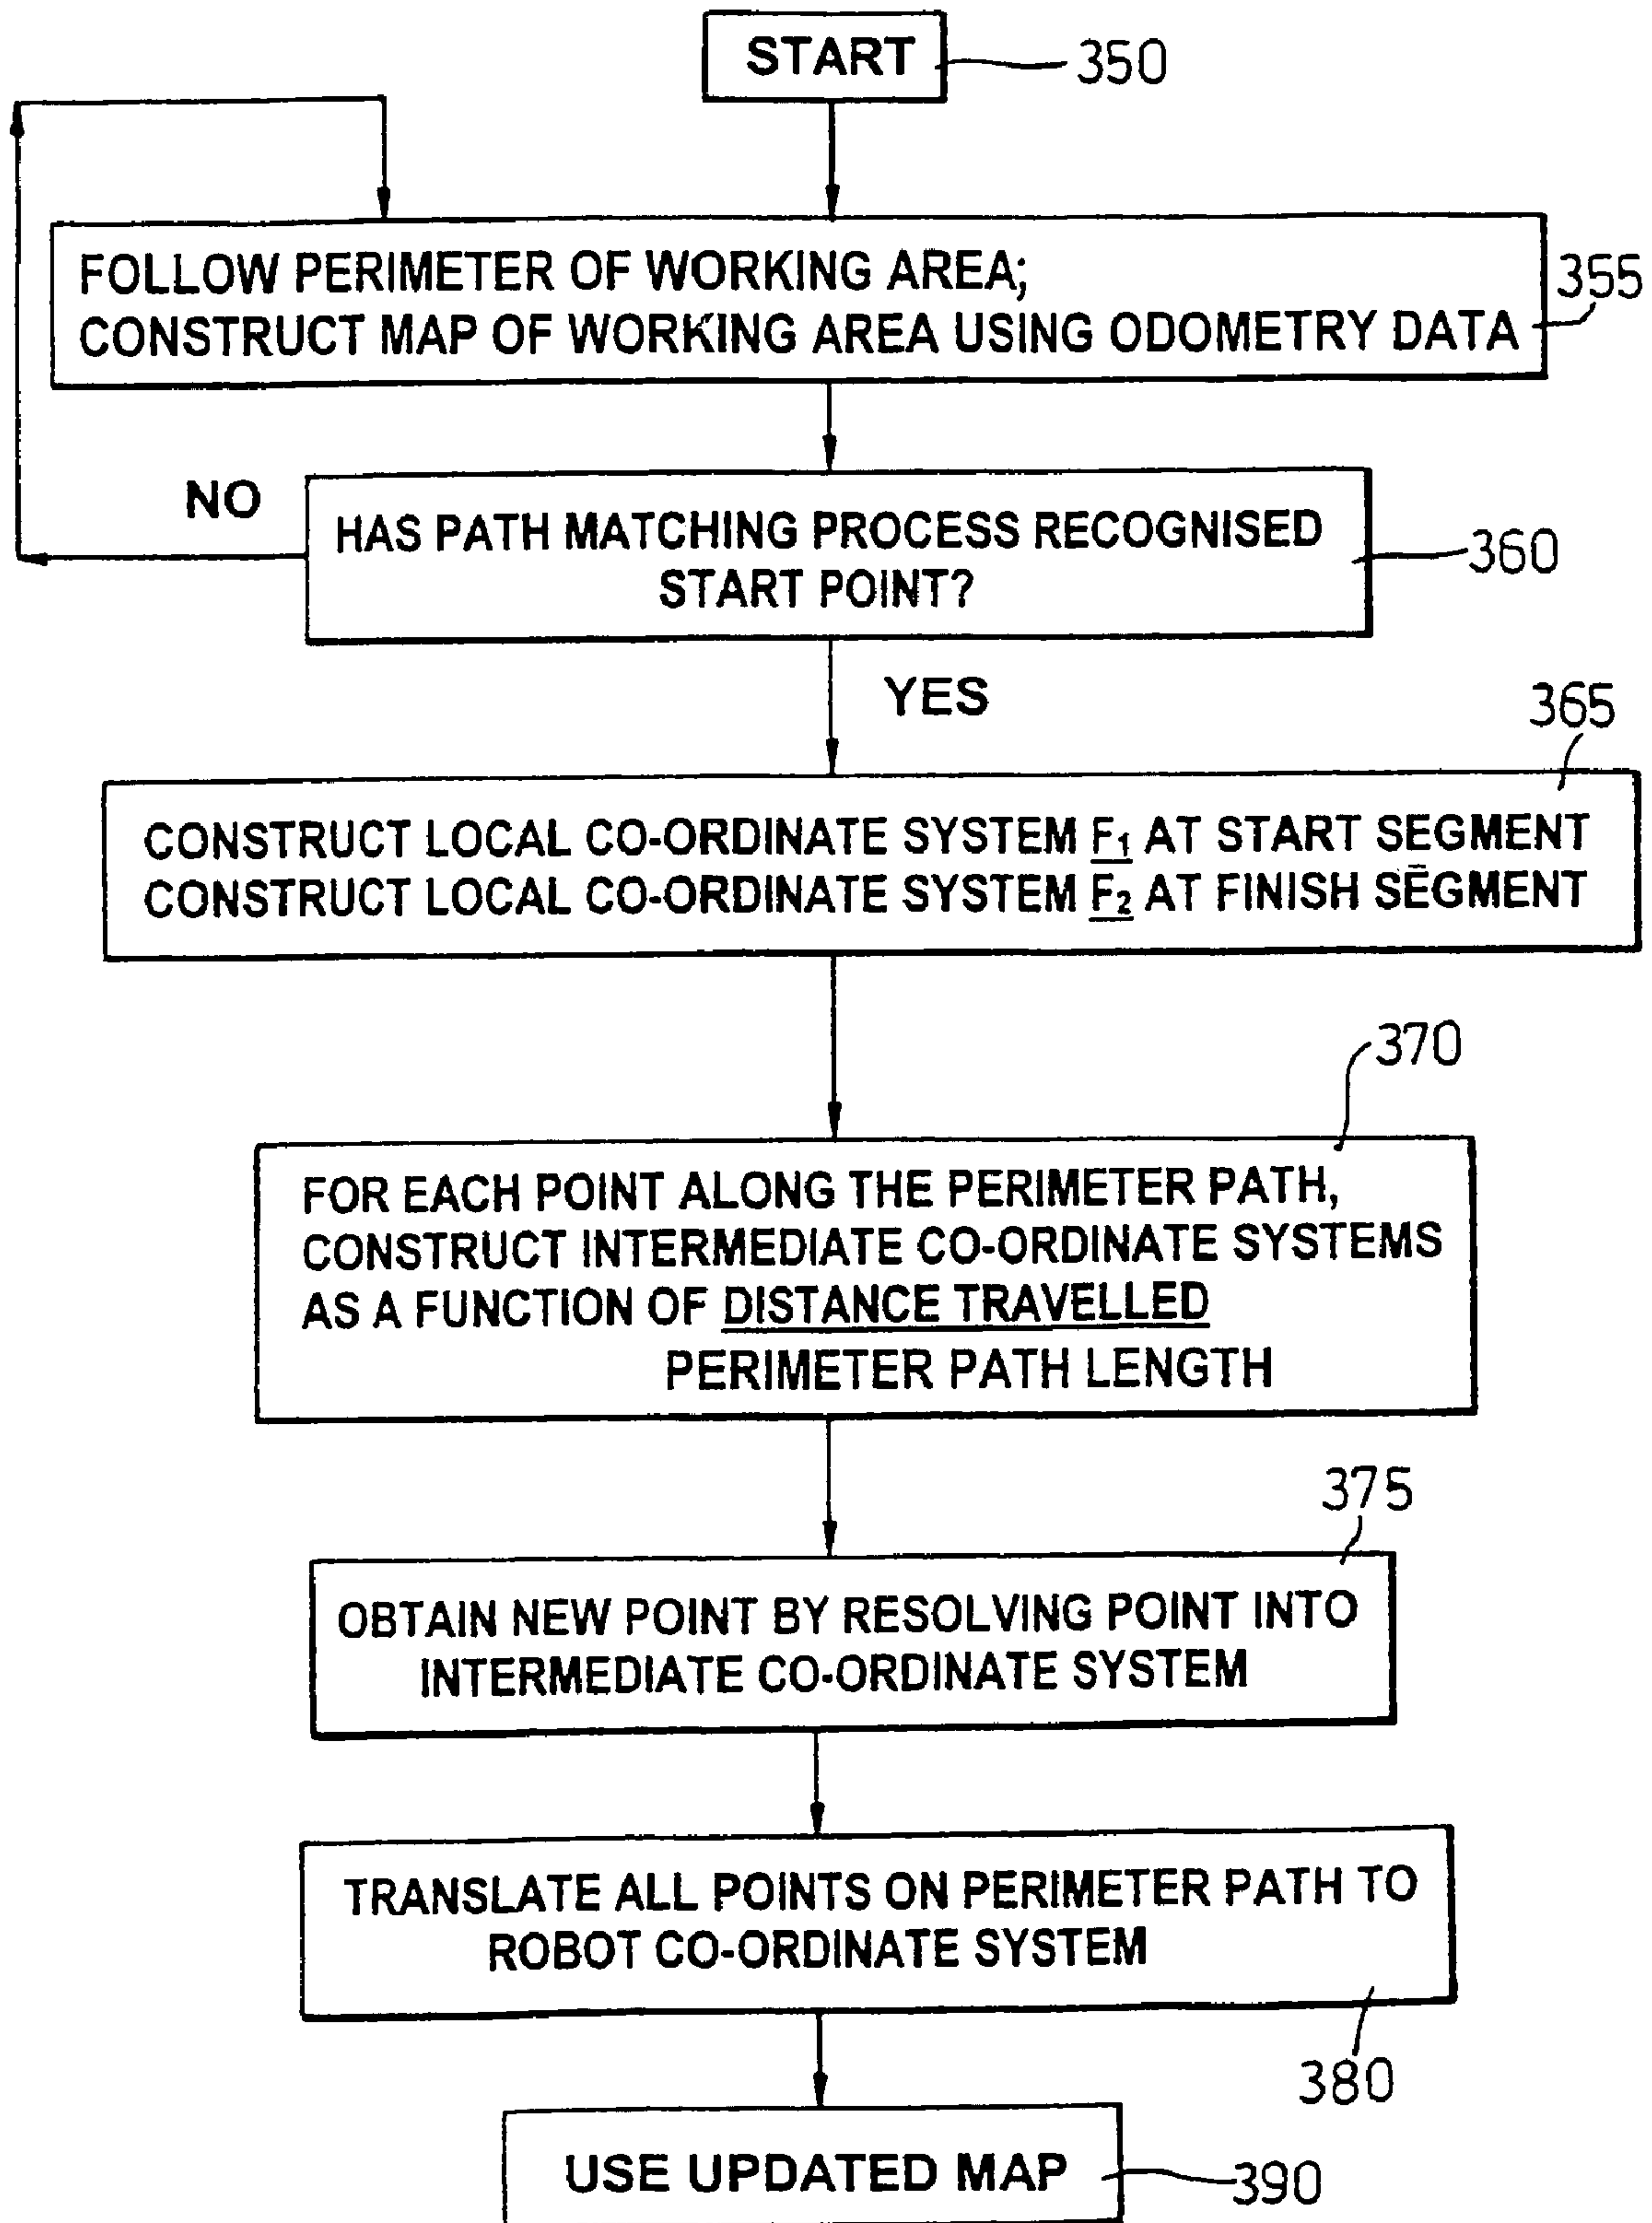 START
350
FOLLOW PERIMETER OF WORKING AREA;
CONSTRUCT MAP OF WORKING AREA USING ODOMETRY DATA
355
NO
HAS PATH MATCHING PROCESS RECOGNISED
START POINT?
360
YES
365
CONSTRUCT LOCAL CO-ORDINATE SYSTEM F₁ AT START SEGMENT
CONSTRUCT LOCAL CO-ORDINATE SYSTEM F₂ AT FINISH SEGMENT
370
FOR EACH POINT ALONG THE PERIMETER PATH,
CONSTRUCT INTERMEDIATE CO-ORDINATE SYSTEMS
AS A FUNCTION OF DISTANCE TRAVELLED
PERIMETER PATH LENGTH
375
OBTAIN NEW POINT BY RESOLVING POINT INTO
INTERMEDIATE CO-ORDINATE SYSTEM
TRANSLATE ALL POINTS ON PERIMETER PATH TO
ROBOT CO-ORDINATE SYSTEM
380
USE UPDATED MAP
390